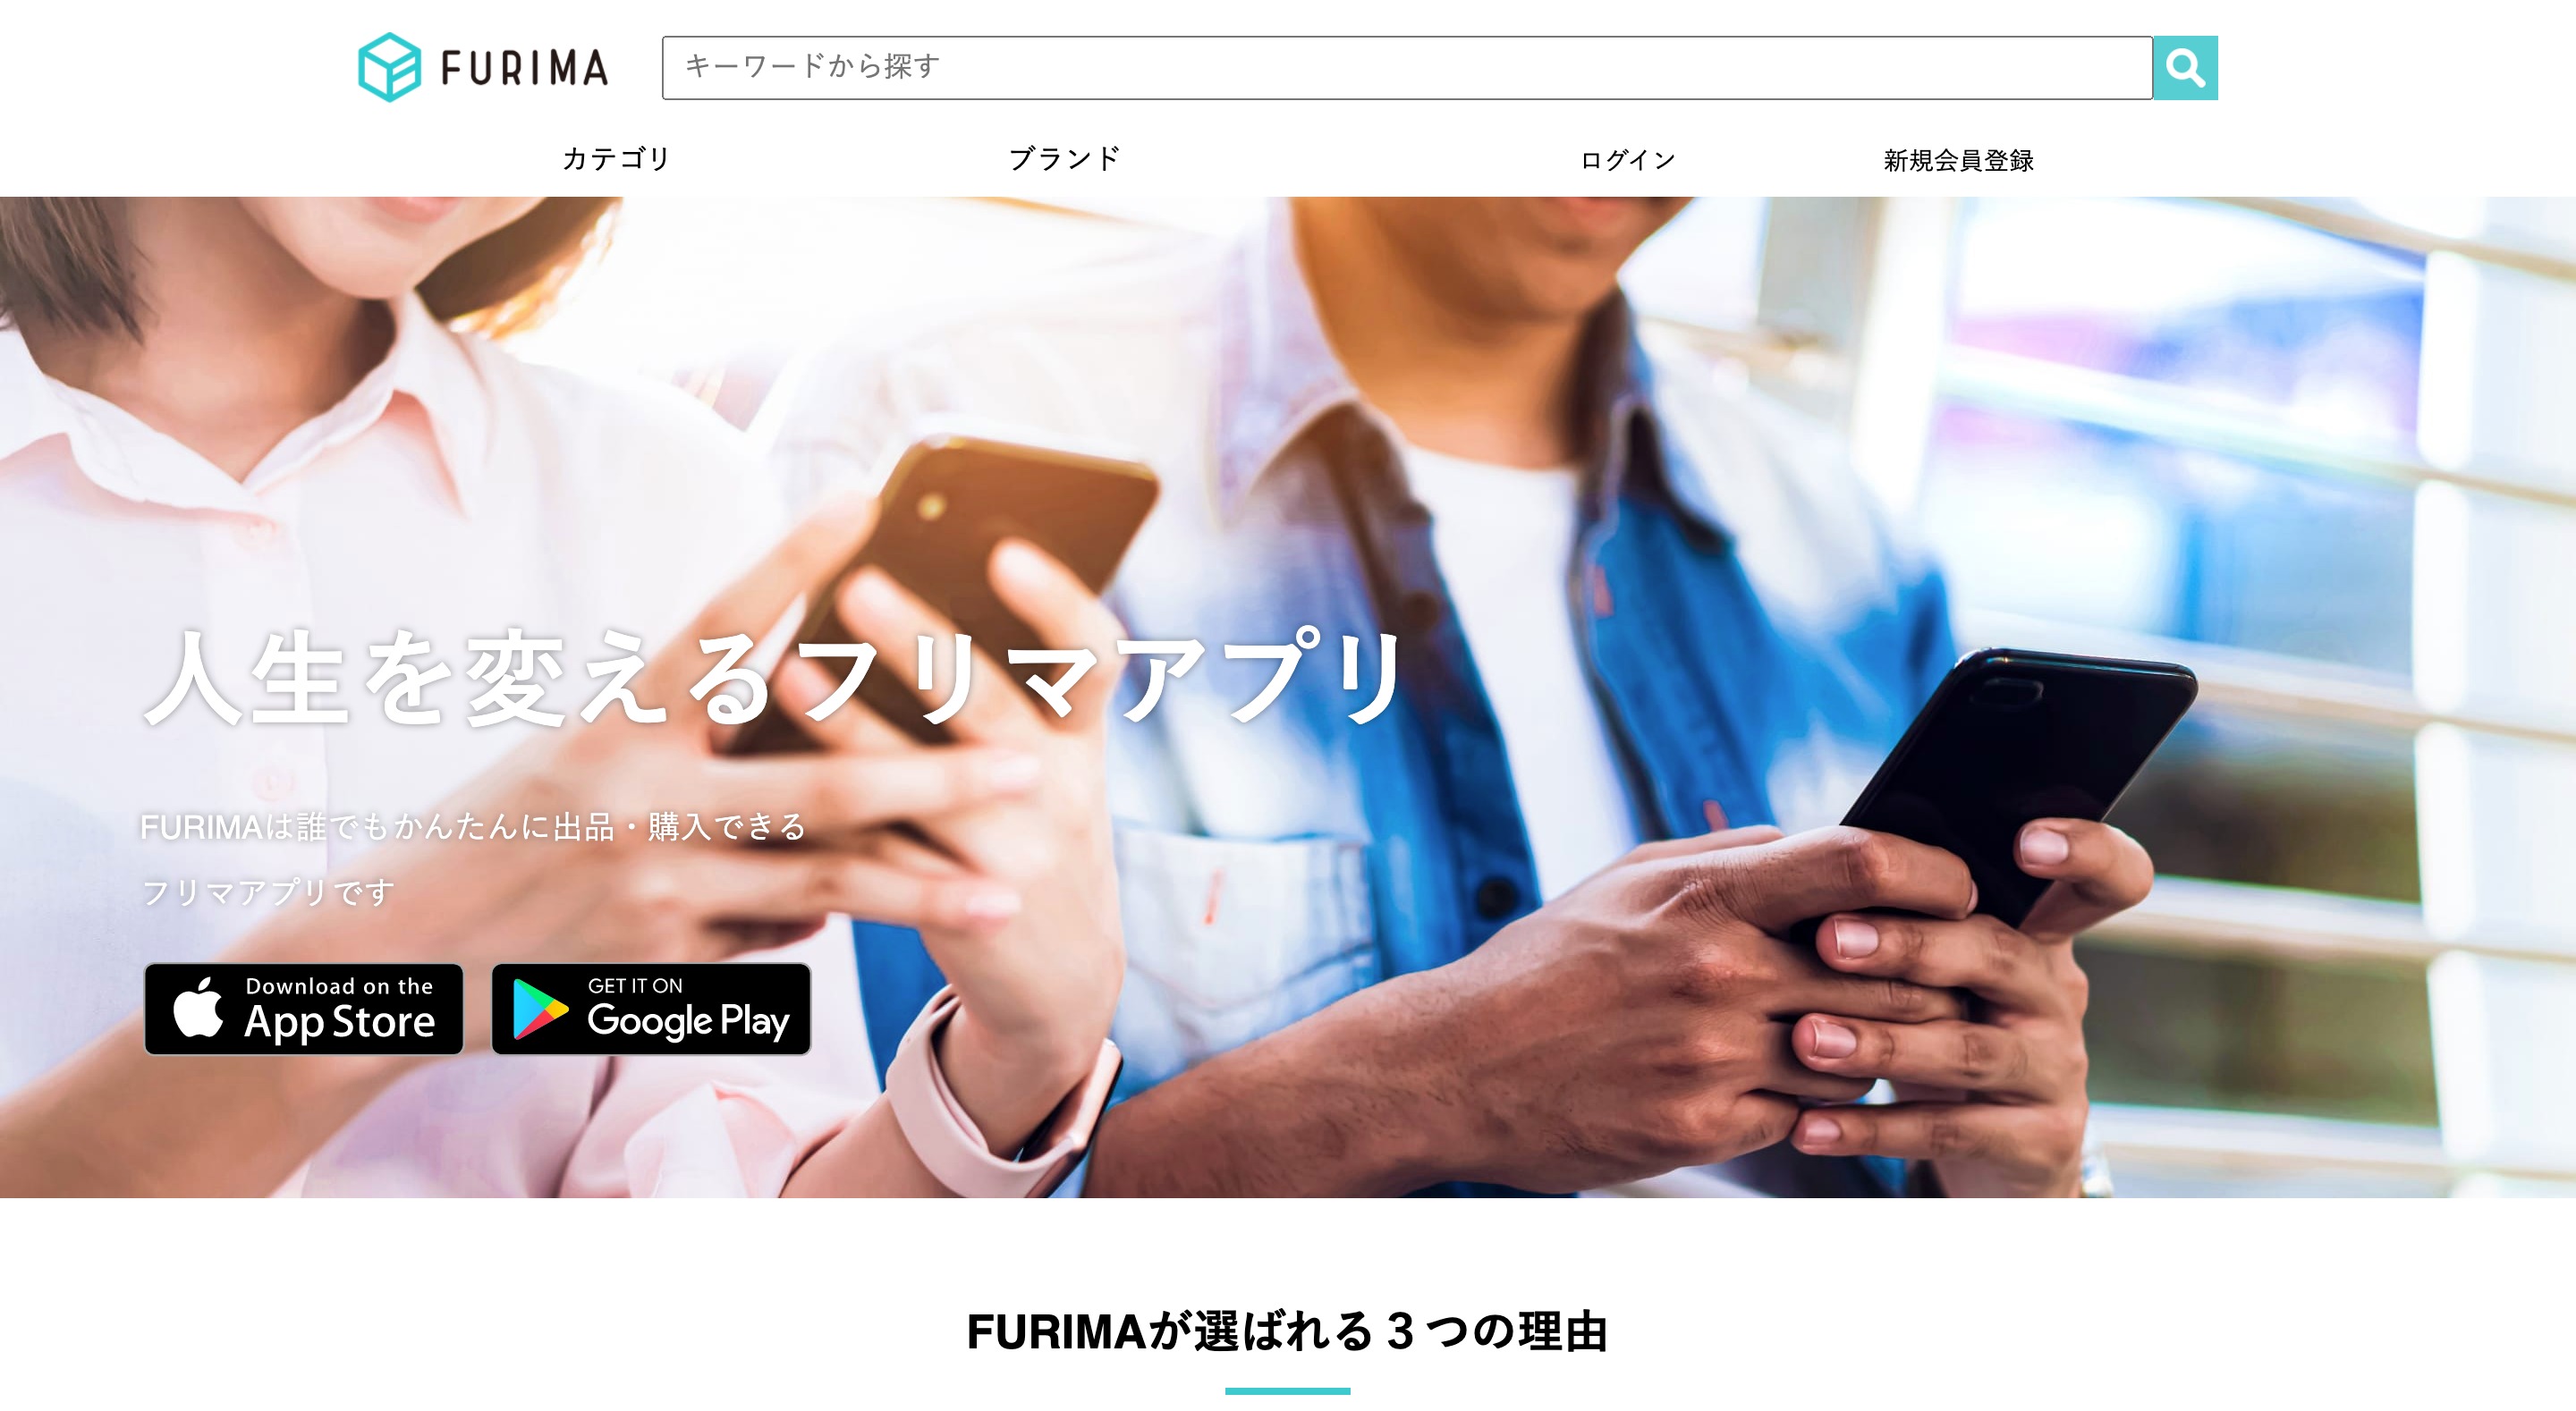 FURIMA
キーワードから探す
カテゴリ ブランド ログイン 新規会員登録
人生を変えるフリマアプリ
FURIMAは誰でもかんたんに出品・購入できる
フリマアプリです
Download on the
App Store
GET IT ON
Google Play
FURIMAが選ばれる３つの理由